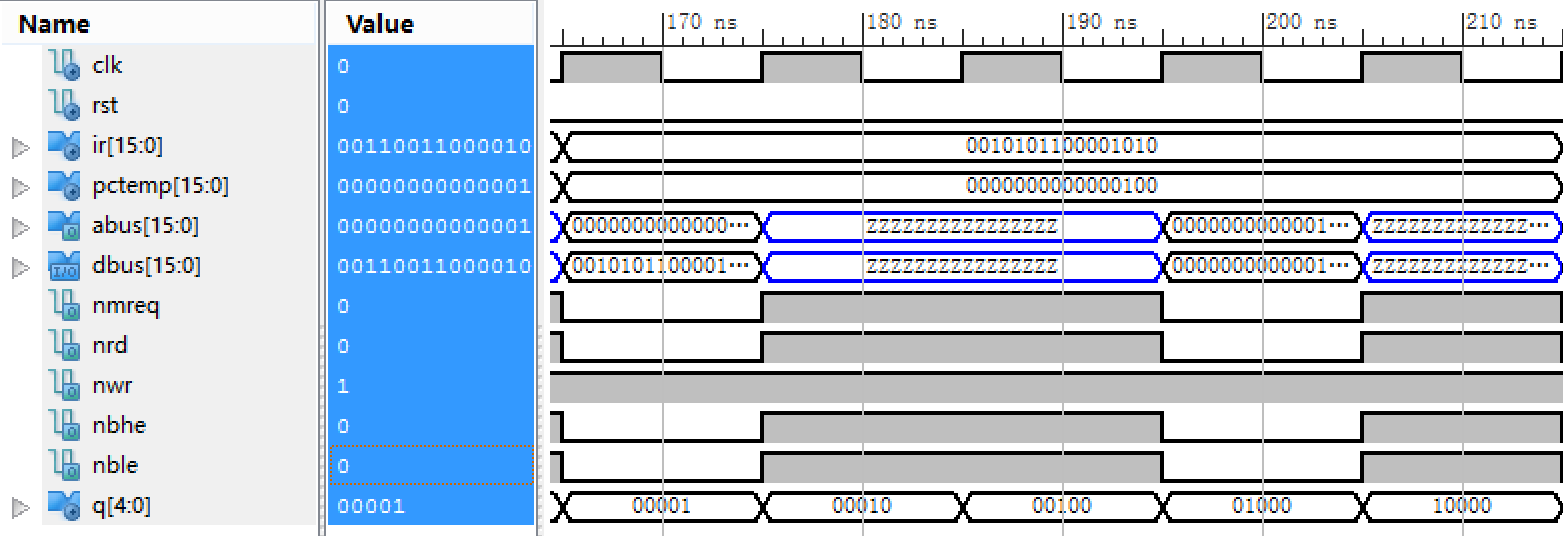 Name Value 170 ns 180 ns 190 ns 200 ns 210 ns
clk 0
rst 0
ir[15:0] 00110011000010 0010101100001010
pctemp[15:0] 00000000000001 0000000000000100
abus[15:0] 00000000000001 0000000000000··· ZZZZZZZZZZZZZZZZ 0000000000001··· ZZZZZZZZZZZZZ···
dbus[15:0] 00110011000010 0010101100001··· ZZZZZZZZZZZZZZZZ 0000000000001··· ZZZZZZZZZZZZZ···
nmreq 0
nrd 0
nwr 1
nbhe 0
nble 0
q[4:0] 00001 00001 00010 00100 01000 10000